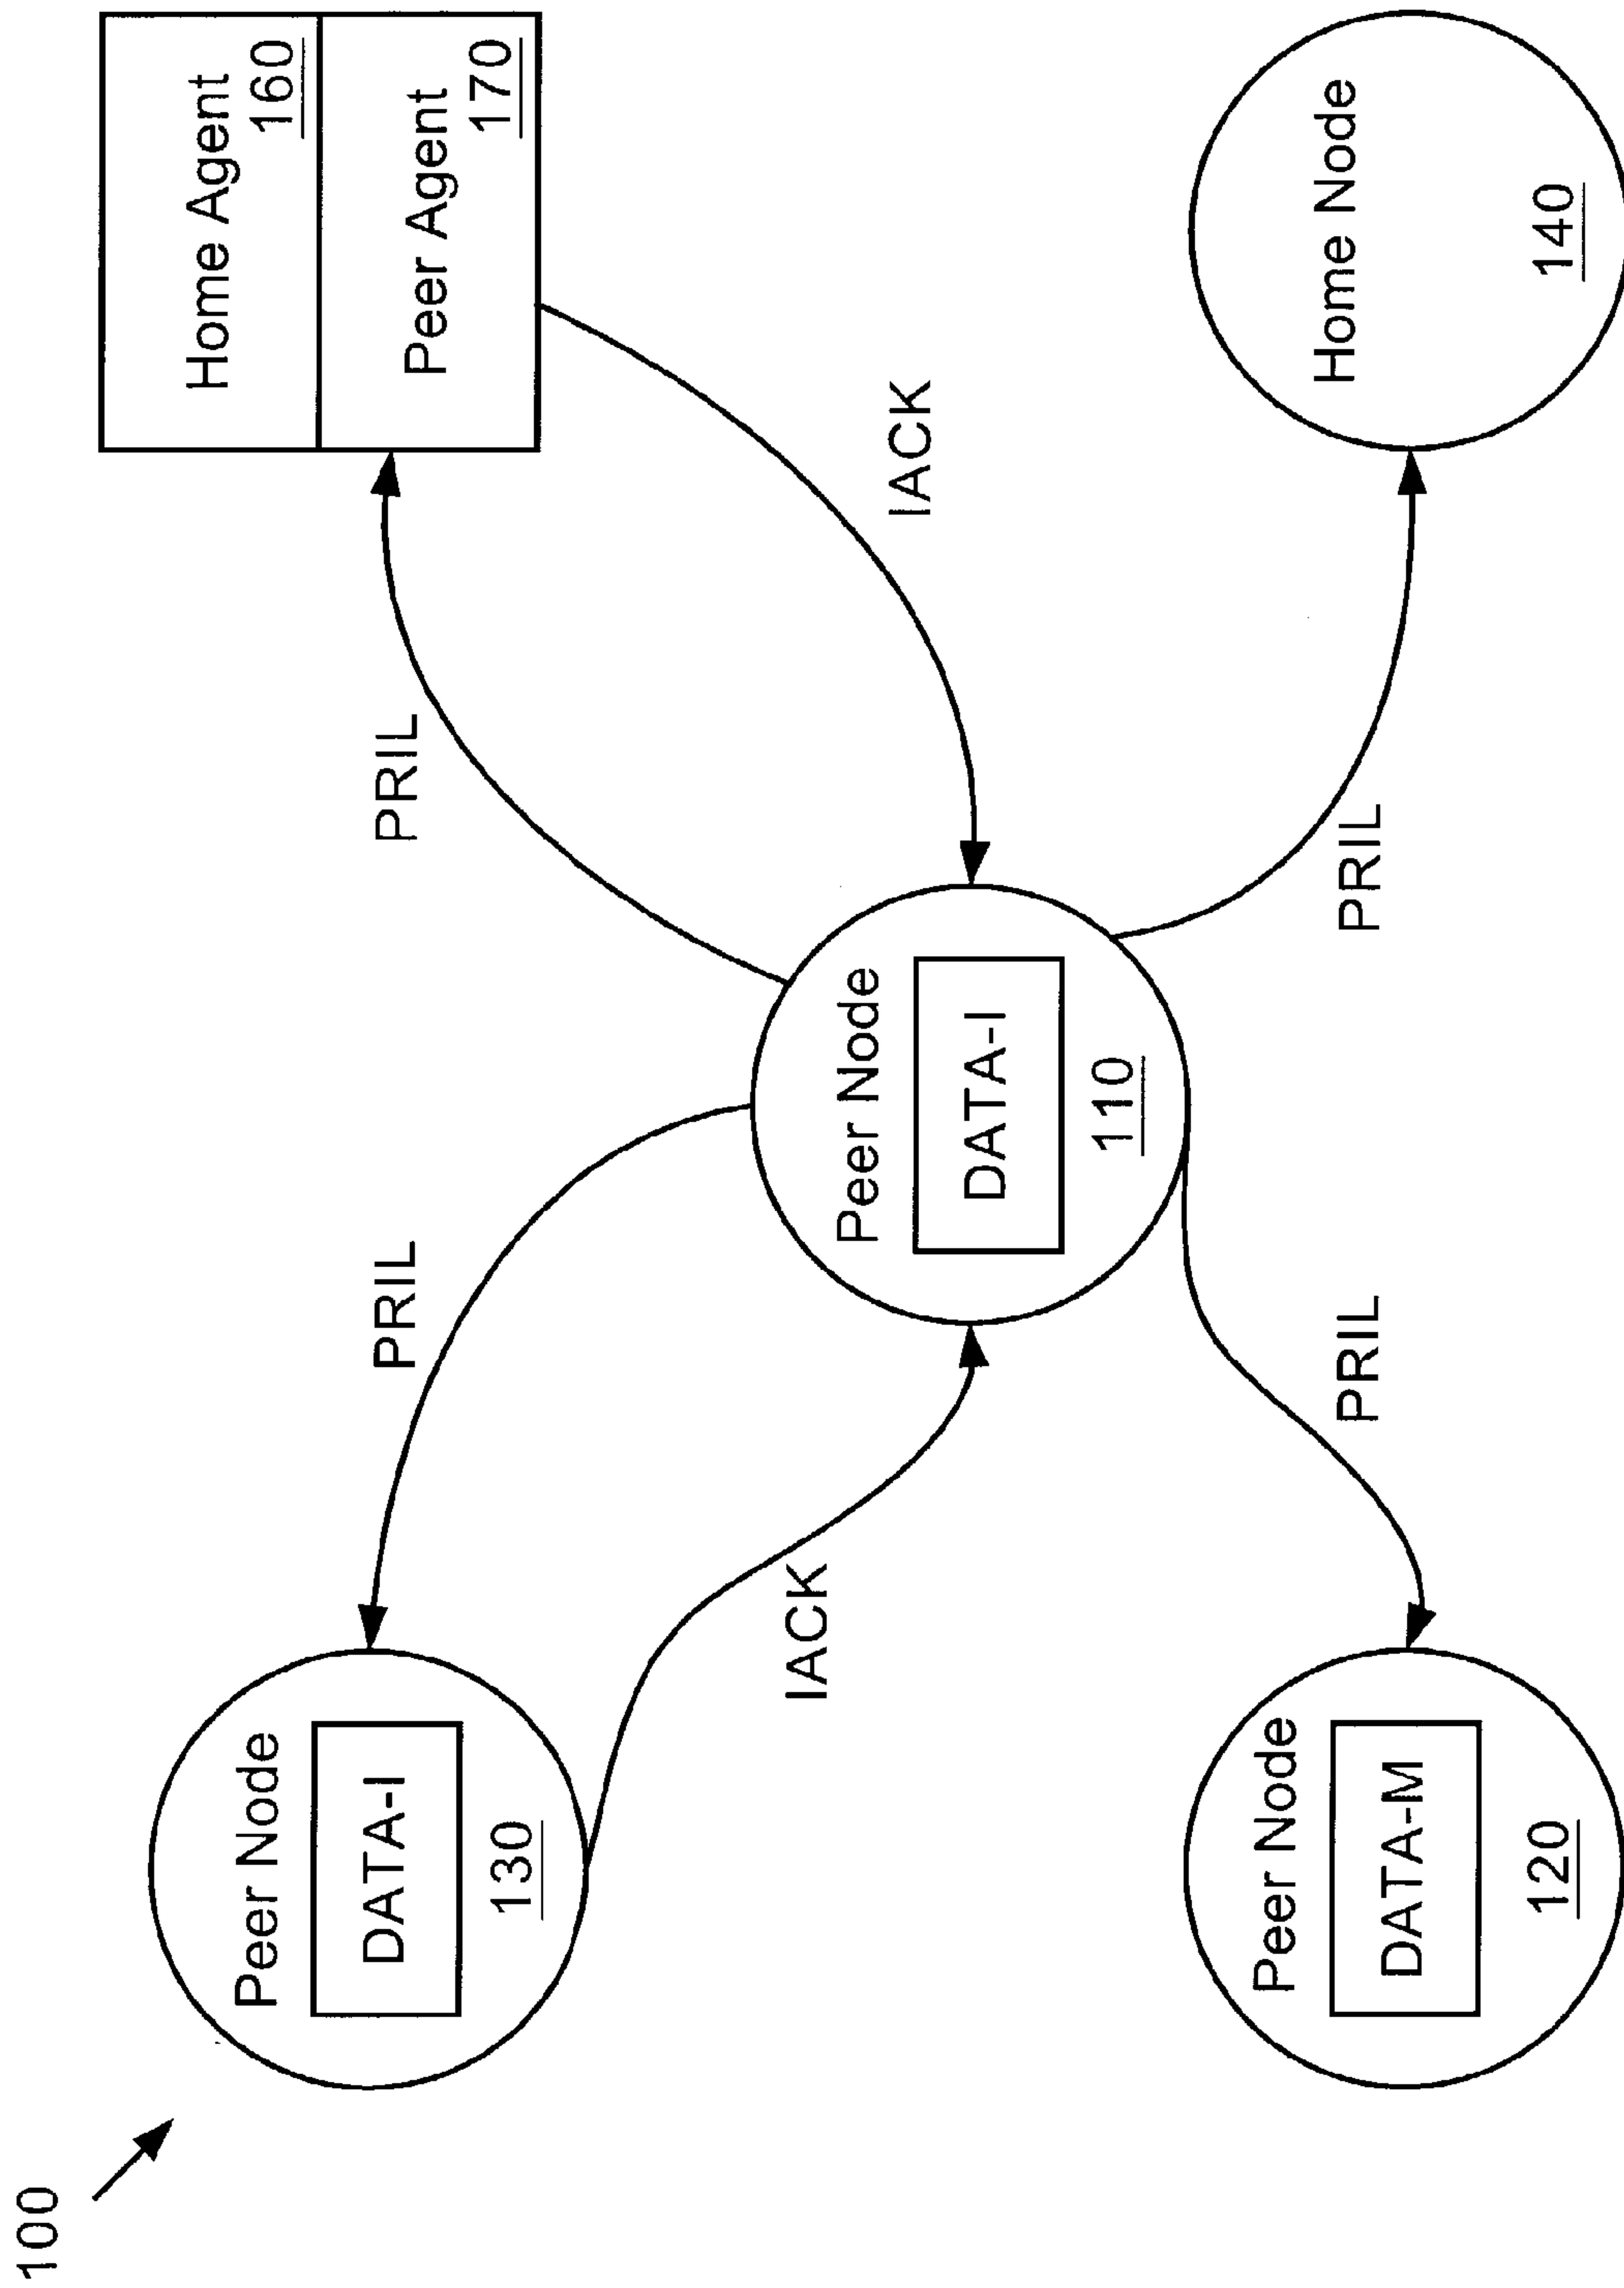 100
Peer Node
DATA-I
130
PRIL
IACK
PRIL
Home Agent
160
Peer Agent
170
IACK
Peer Node
DATA-I
110
Peer Node
DATA-M
120
PRIL
PRIL
Home Node
140